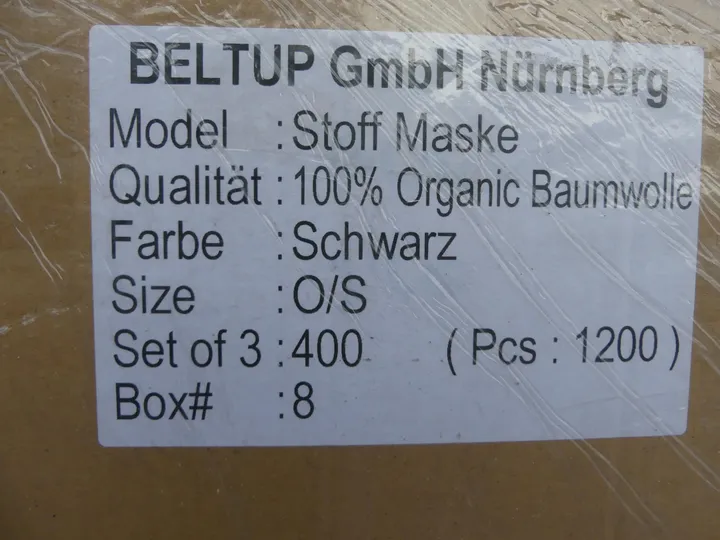 BELTUP GmbH Nürnberg
Model : Stoff Maske
Qualität : 100% Organic Baumwolle
Farbe : Schwarz
Size : O/S
Set of 3 : 400 ( Pcs : 1200 )
Box# : 8